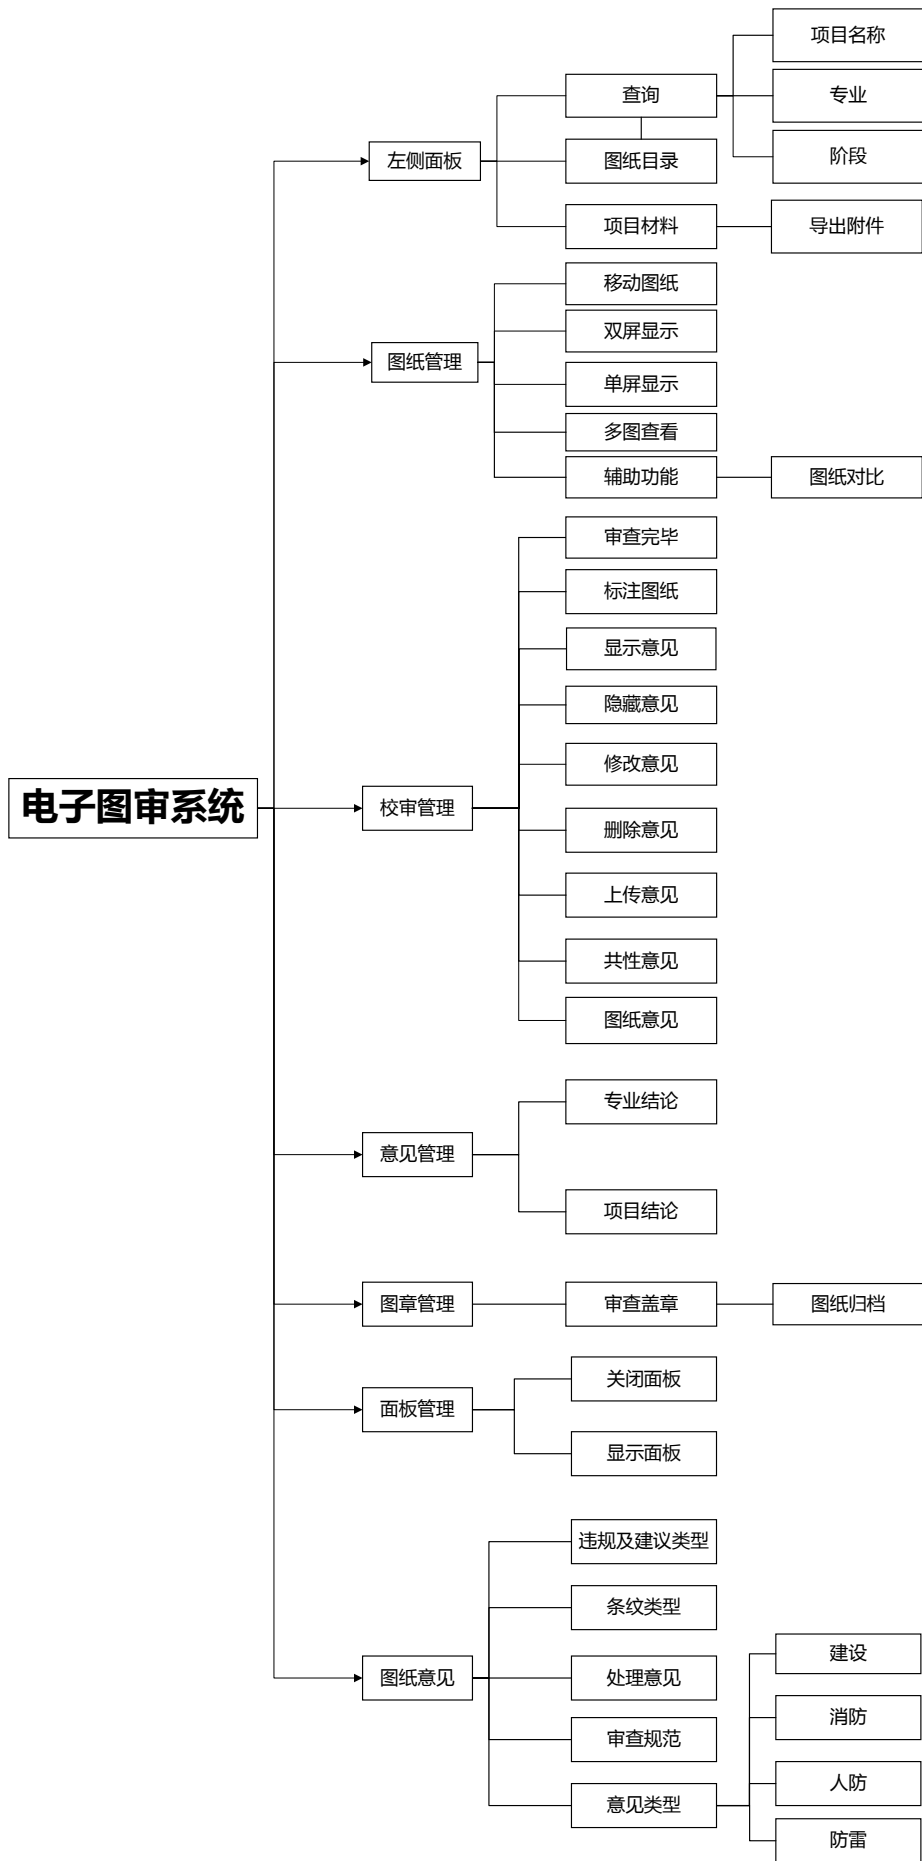 电子图审系统
左侧面板
查询
项目名称
专业
阶段
图纸目录
项目材料
导出附件
图纸管理
移动图纸
双屏显示
单屏显示
多图查看
辅助功能
图纸对比
校审管理
审查完毕
标注图纸
显示意见
隐藏意见
修改意见
删除意见
上传意见
共性意见
图纸意见
意见管理
专业结论
项目结论
图章管理
审查盖章
图纸归档
面板管理
关闭面板
显示面板
图纸意见
违规及建议类型
条纹类型
处理意见
审查规范
意见类型
建设
消防
人防
防雷